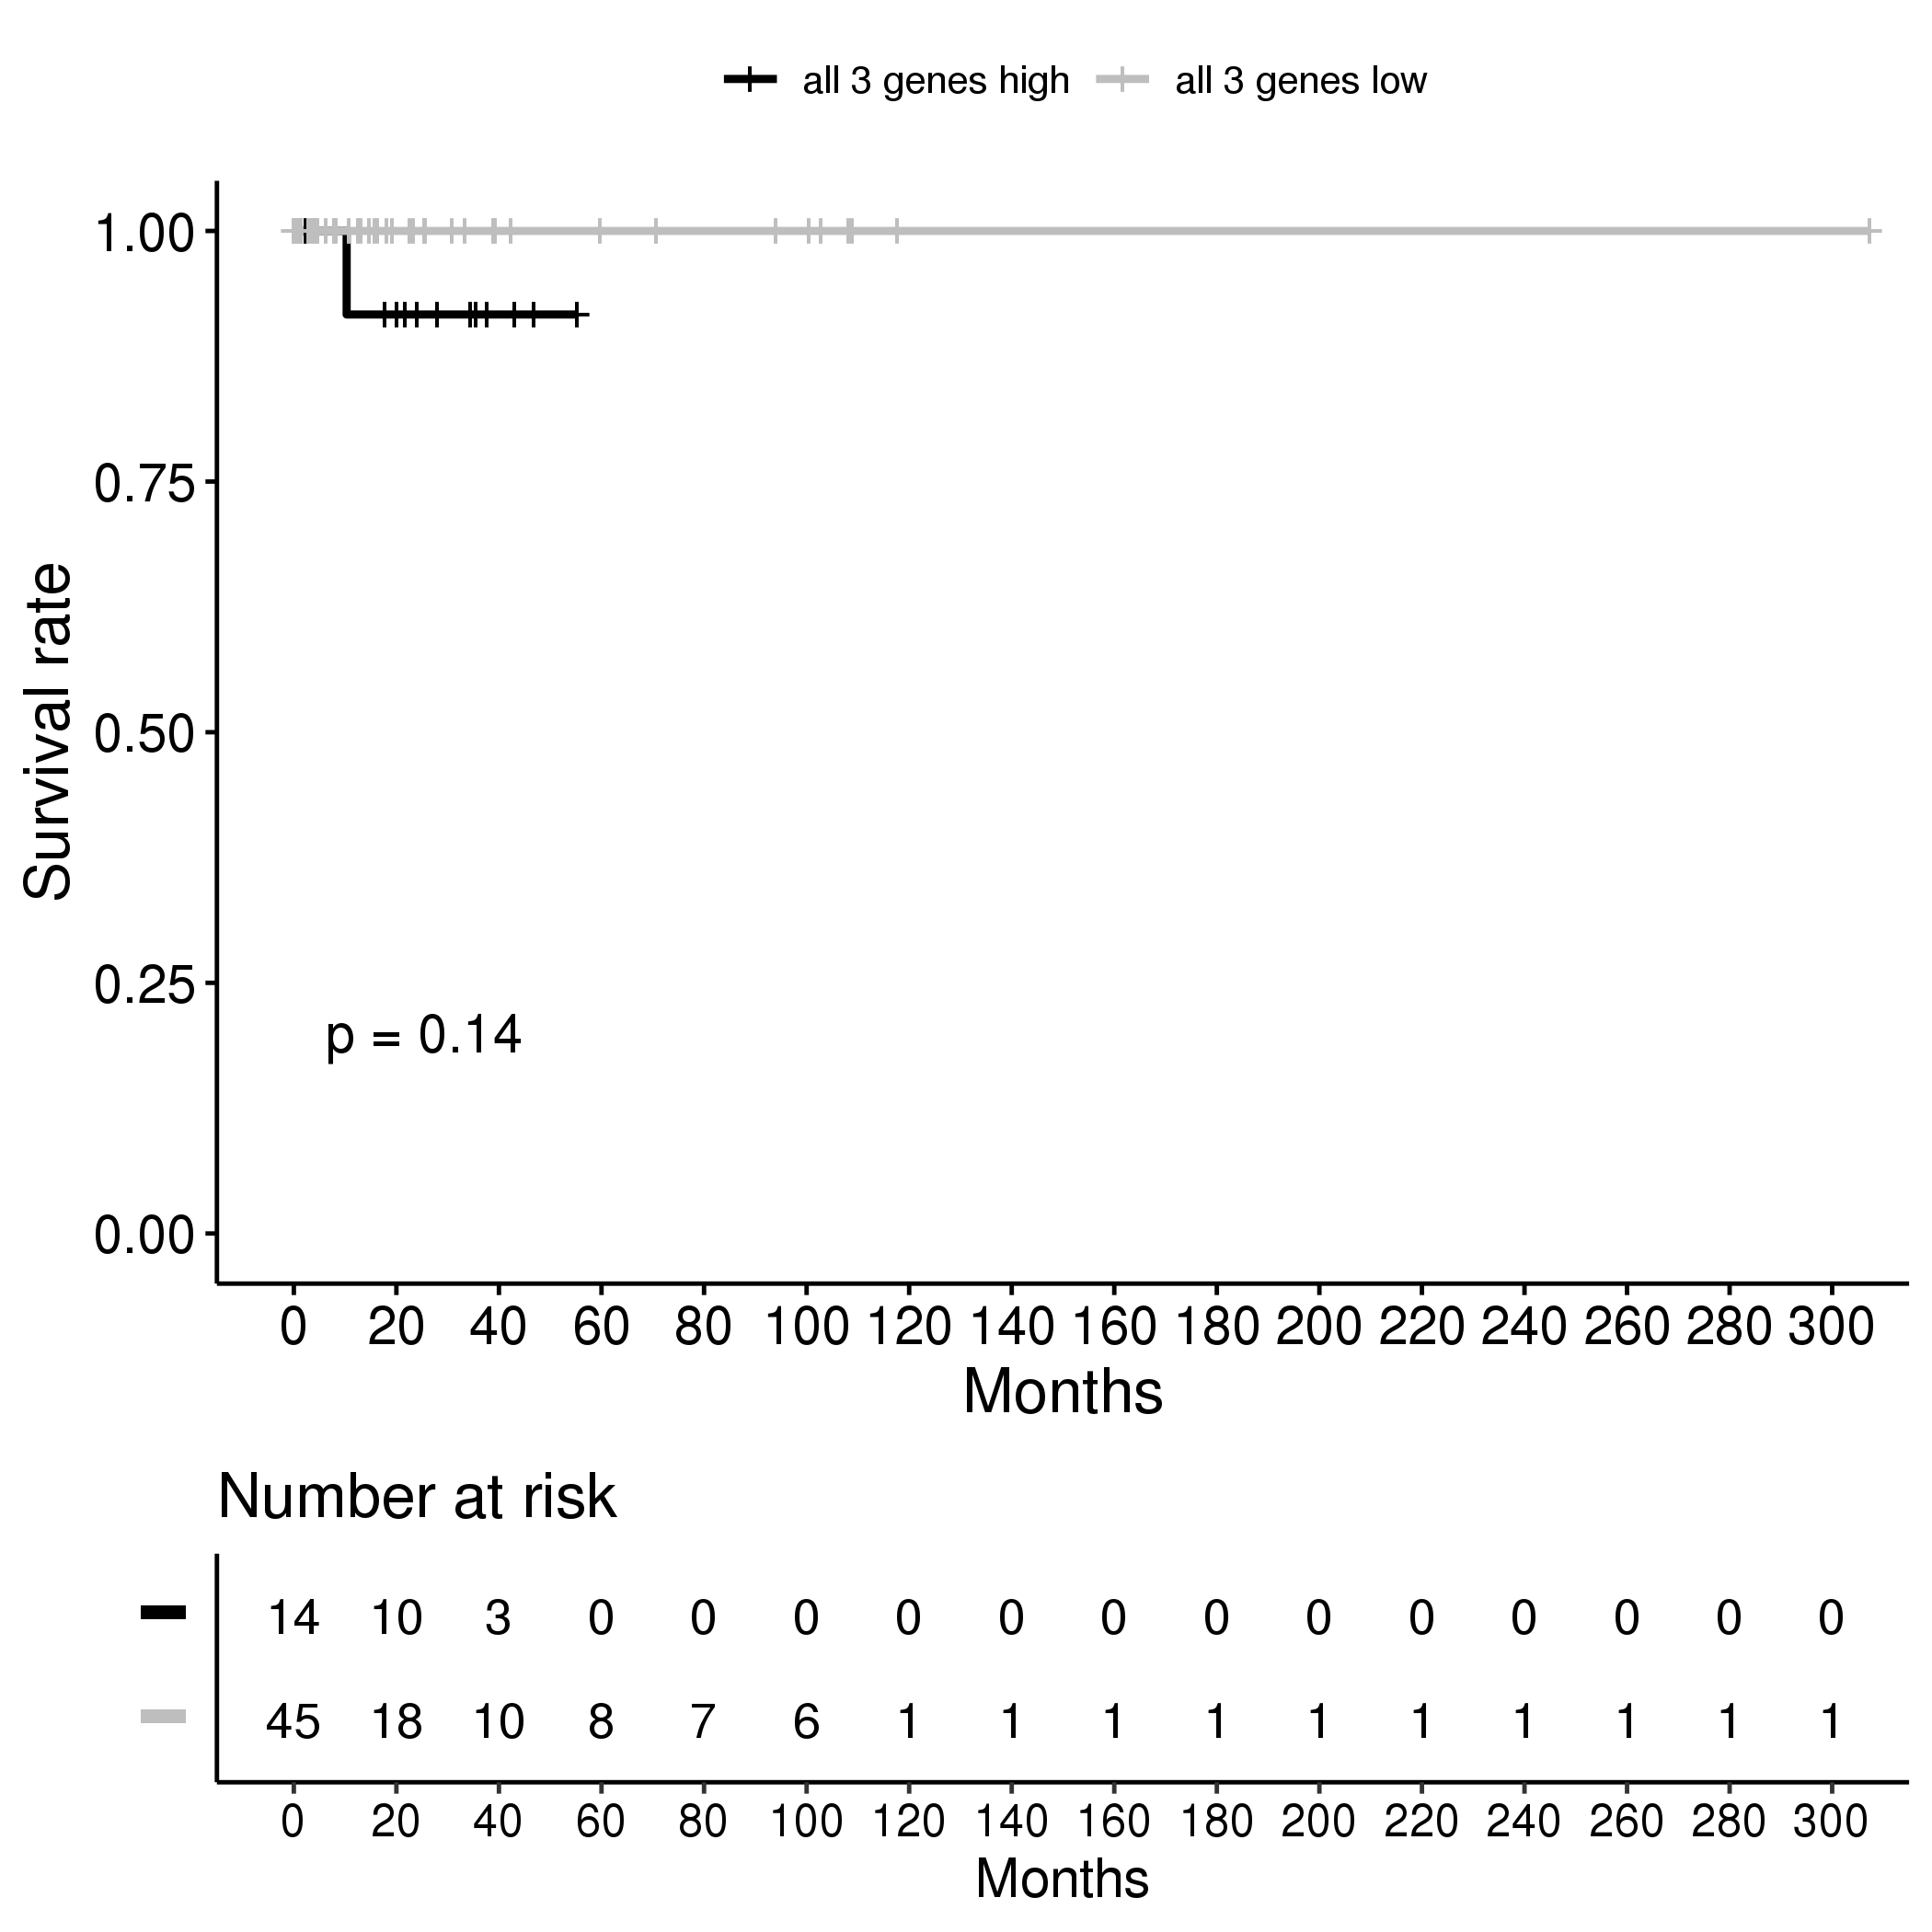 all 3 genes high all 3 genes low
Survival rate
1.00
0.75
0.50
0.25
0.00
p = 0.14
0 20 40 60 80 100 120 140 160 180 200 220 240 260 280 300
Months
Number at risk
14 10 3 0 0 0 0 0 0 0 0 0 0 0 0 0
45 18 10 8 7 6 1 1 1 1 1 1 1 1 1 1
0 20 40 60 80 100 120 140 160 180 200 220 240 260 280 300
Months